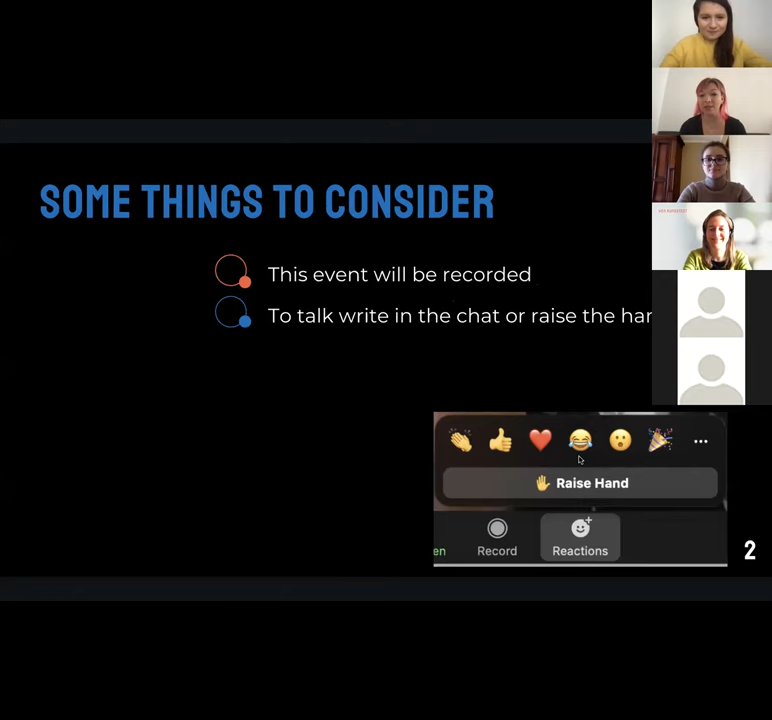 SOME THINGS TO CONSIDER
This event will be recorded
To talk write in the chat or raise the har
Raise Hand
en
Record
Reactions
2